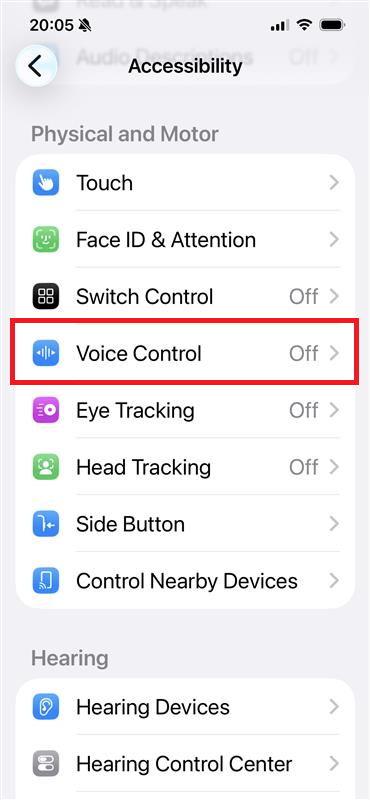 20:05
Read & Speak
Audio Descriptions Off
Accessibility
Physical and Motor
Touch
Face ID & Attention
Switch Control Off
Voice Control Off
Eye Tracking Off
Head Tracking Off
Side Button
Control Nearby Devices
Hearing
Hearing Devices
Hearing Control Center